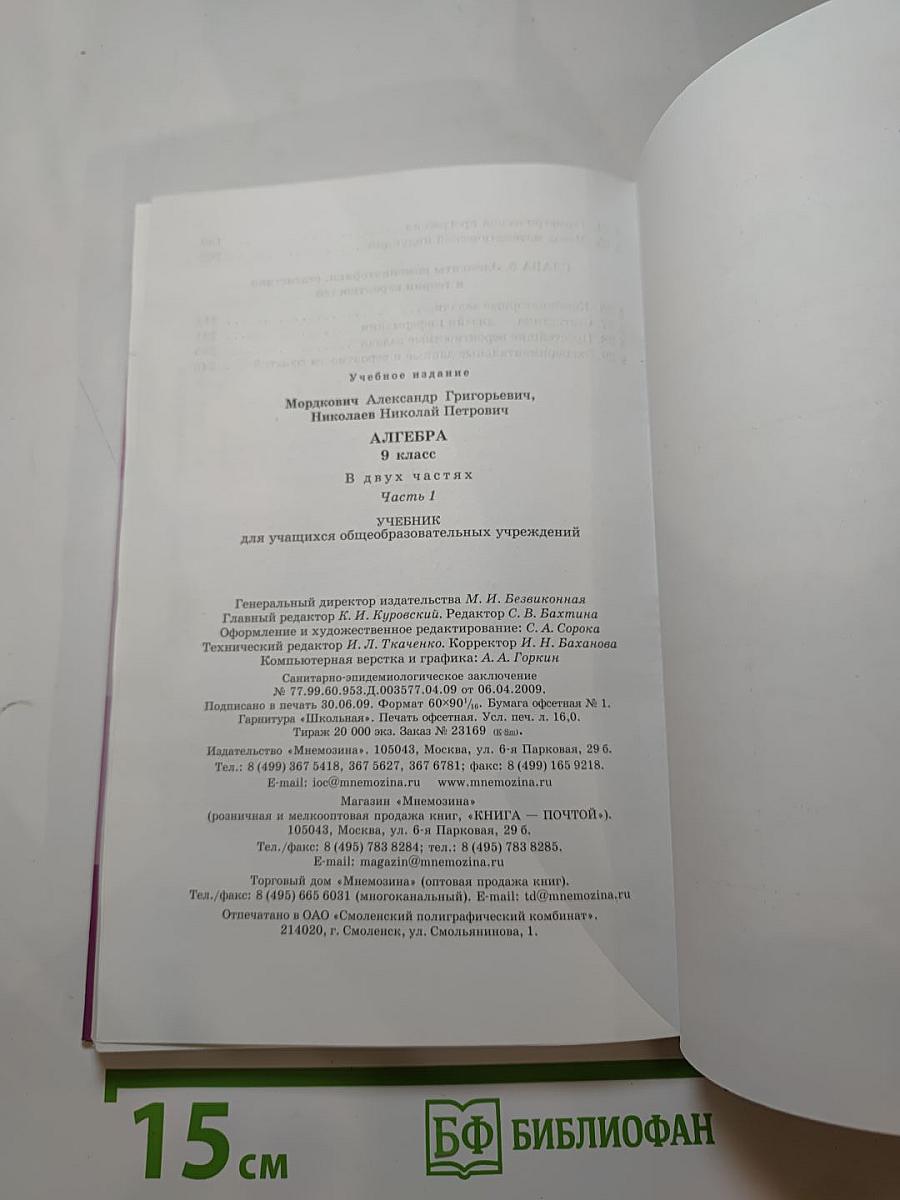 Учебное издание
Мордкович Александр Григорьевич,
Николаев Николай Петрович
АЛГЕБРА
9 класс
В двух частях
Часть 1
УЧЕБНИК
для учащихся общеобразовательных учреждений
Генеральный директор издательства М. И. Безвиконная
Главный редактор К. И. Куровский. Редактор С. В. Бахтина
Оформление и художественное редактирование: С. А. Сорока
Технический редактор И. Л. Ткаченко. Корректор И. Н. Баханова
Компьютерная верстка и графика: А. А. Горкин
Санитарно-эпидемиологическое заключение
№ 77.99.60.953.Д.003577.04.09 от 06.04.2009.
Подписано в печать 30.06.09. Формат 60×90¹/₁₆. Бумага офсетная № 1.
Гарнитура «Школьная». Печать офсетная. Усл. печ. л. 16,0.
Тираж 20 000 экз. Заказ № 23169 (K-Sm).
Издательство «Мнемозина». 105043, Москва, ул. 6-я Парковая, 29 б.
Тел.: 8 (499) 367 5418, 367 5627, 367 6781; факс: 8 (499) 165 9218.
E-mail: ioc@mnemozina.ru www.mnemozina.ru
Магазин «Мнемозина»
(розничная и мелкооптовая продажа книг, «КНИГА — ПОЧТОЙ»).
105043, Москва, ул. 6-я Парковая, 29 б.
Тел./факс: 8 (495) 783 8284; тел.: 8 (495) 783 8285.
E-mail: magazin@mnemozina.ru
Торговый дом «Мнемозина» (оптовая продажа книг).
Тел./факс: 8 (495) 665 6031 (многоканальный). E-mail: td@mnemozina.ru
Отпечатано в ОАО «Смоленский полиграфический комбинат».
214020, г. Смоленск, ул. Смольянинова, 1.
15 см
БФ БИБЛИОФАН